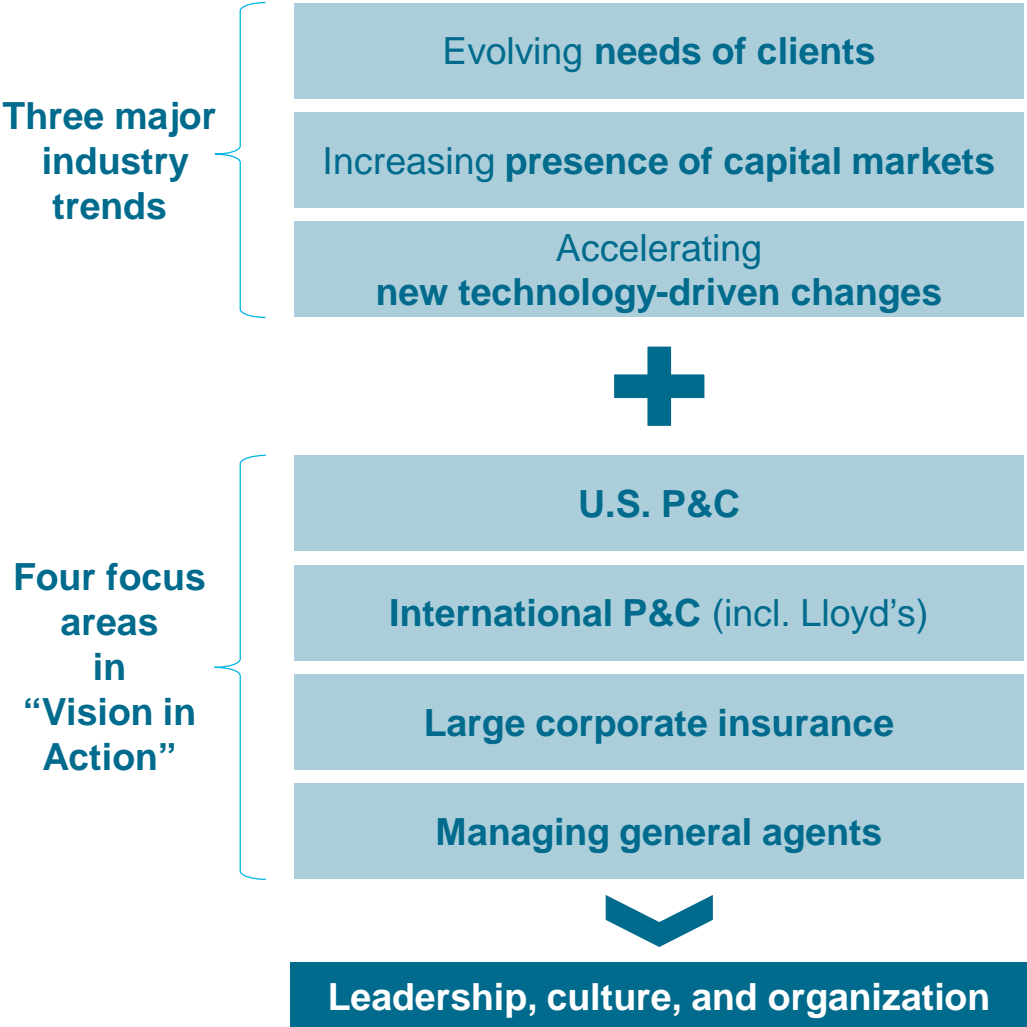 Three major
industry
trends
Evolving needs of clients
Increasing presence of capital markets
Accelerating
new technology-driven changes
Four focus
areas
in
“Vision in
Action”
U.S. P&C
International P&C (incl. Lloyd’s)
Large corporate insurance
Managing general agents
Leadership, culture, and organization